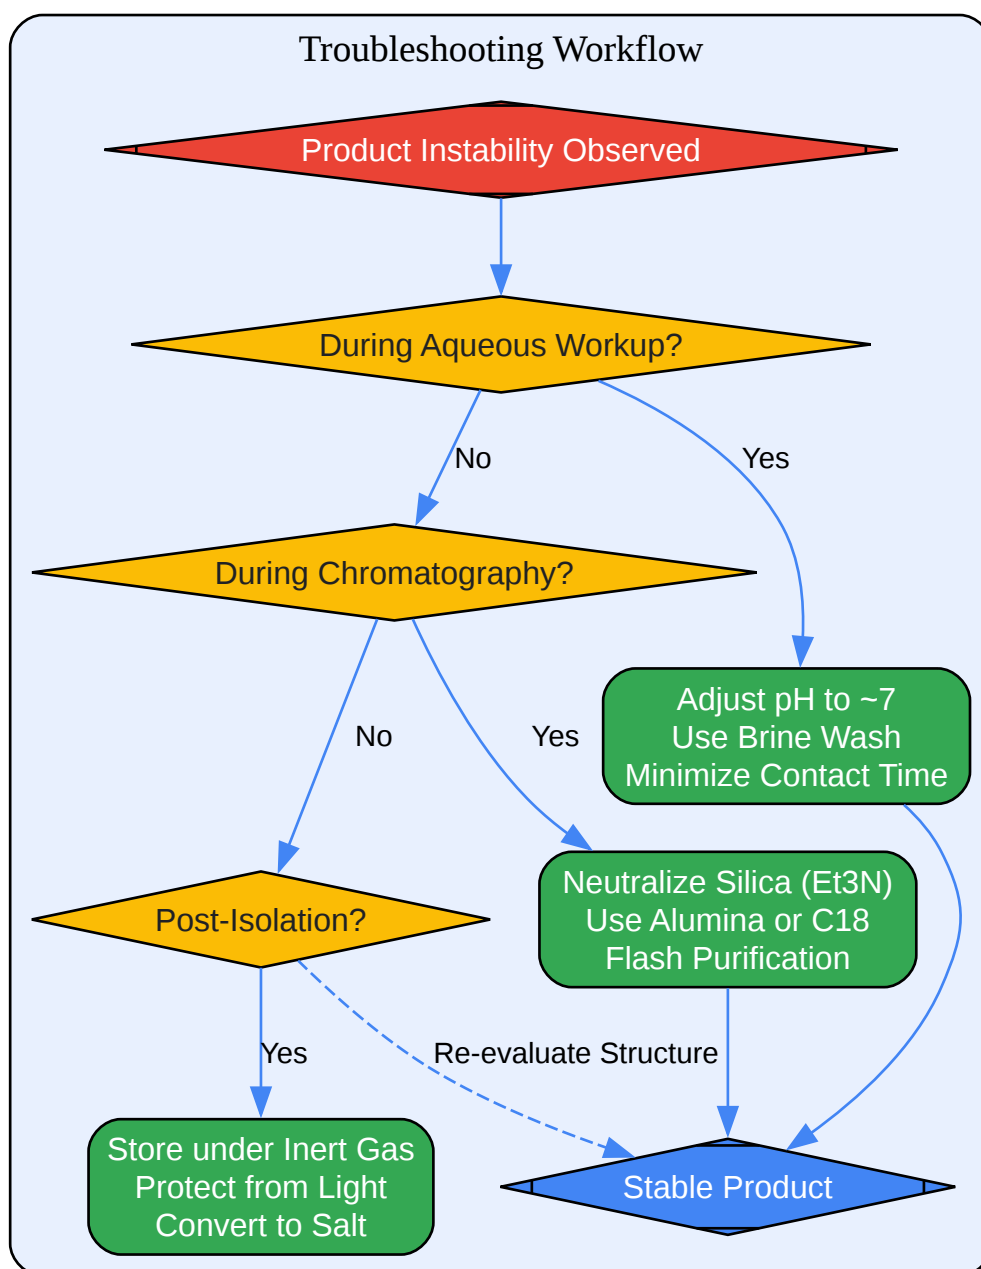 Troubleshooting Workflow
Product Instability Observed
During Aqueous Workup?
No
Yes
During Chromatography?
Adjust pH to ~7
Use Brine Wash
Minimize Contact Time
No
Yes
Neutralize Silica (Et3N)
Use Alumina or C18
Flash Purification
Post-Isolation?
Yes
Re-evaluate Structure
Store under Inert Gas
Protect from Light
Convert to Salt
Stable Product